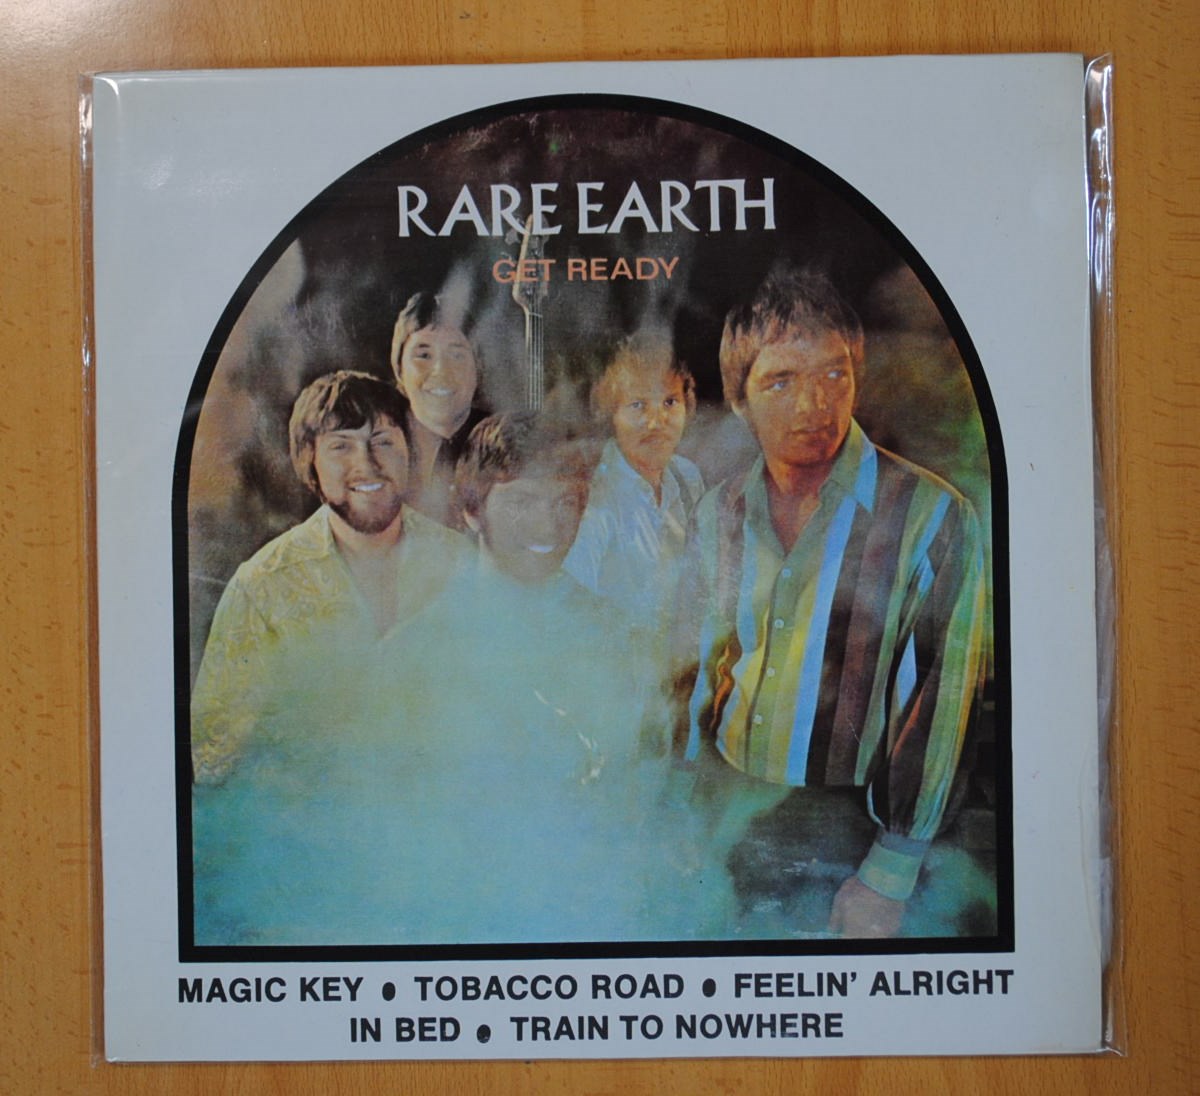 RARE EARTH
GET READY
MAGIC KEY • TOBACCO ROAD • FEELIN' ALRIGHT
IN BED • TRAIN TO NOWHERE